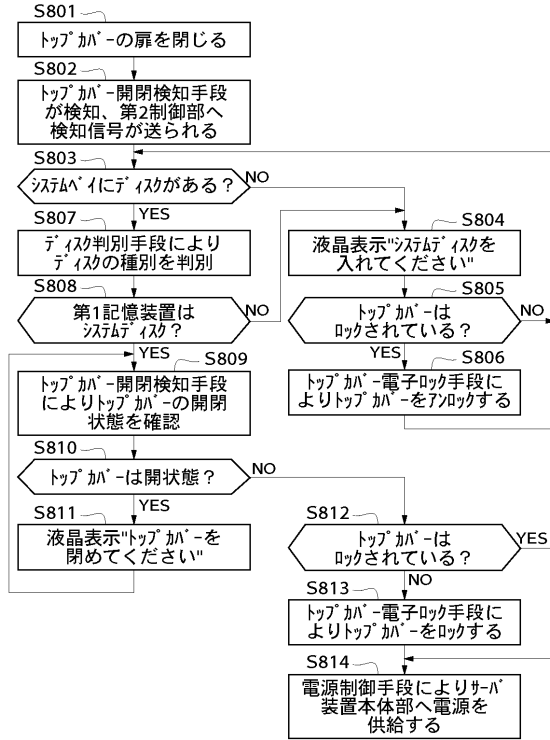 S801
ﾄｯﾌﾟｶﾊﾞｰの扉を閉じる
S802
ﾄｯﾌﾟｶﾊﾞｰ開閉検知手段
が検知、第2制御部へ
検知信号が送られる
S803
ｼｽﾃﾑﾍﾞｲにﾃﾞｨｽｸがある？
NO
YES
S807
ﾃﾞｨｽｸ判別手段により
ﾃﾞｨｽｸの種別を判別
S808
第1記憶装置は
ｼｽﾃﾑﾃﾞｨｽｸ？
NO
YES
S804
液晶表示"ｼｽﾃﾑﾃﾞｨｽｸを
入れてください"
S805
ﾄｯﾌﾟｶﾊﾞｰは
ﾛｯｸされている？
NO
YES
S806
ﾄｯﾌﾟｶﾊﾞｰ電子ﾛｯｸ手段に
よりﾄｯﾌﾟｶﾊﾞｰをｱﾝﾛｯｸする
S809
ﾄｯﾌﾟｶﾊﾞｰ開閉検知手段
によりﾄｯﾌﾟｶﾊﾞｰの開閉
状態を確認
S810
ﾄｯﾌﾟｶﾊﾞｰは開状態？
NO
YES
S811
液晶表示"ﾄｯﾌﾟｶﾊﾞｰを
閉めてください"
S812
ﾄｯﾌﾟｶﾊﾞｰは
ﾛｯｸされている？
YES
NO
S813
ﾄｯﾌﾟｶﾊﾞｰ電子ﾛｯｸ手段に
よりﾄｯﾌﾟｶﾊﾞｰをﾛｯｸする
S814
電源制御手段によりｻｰﾊﾞ
装置本体部へ電源を
供給する